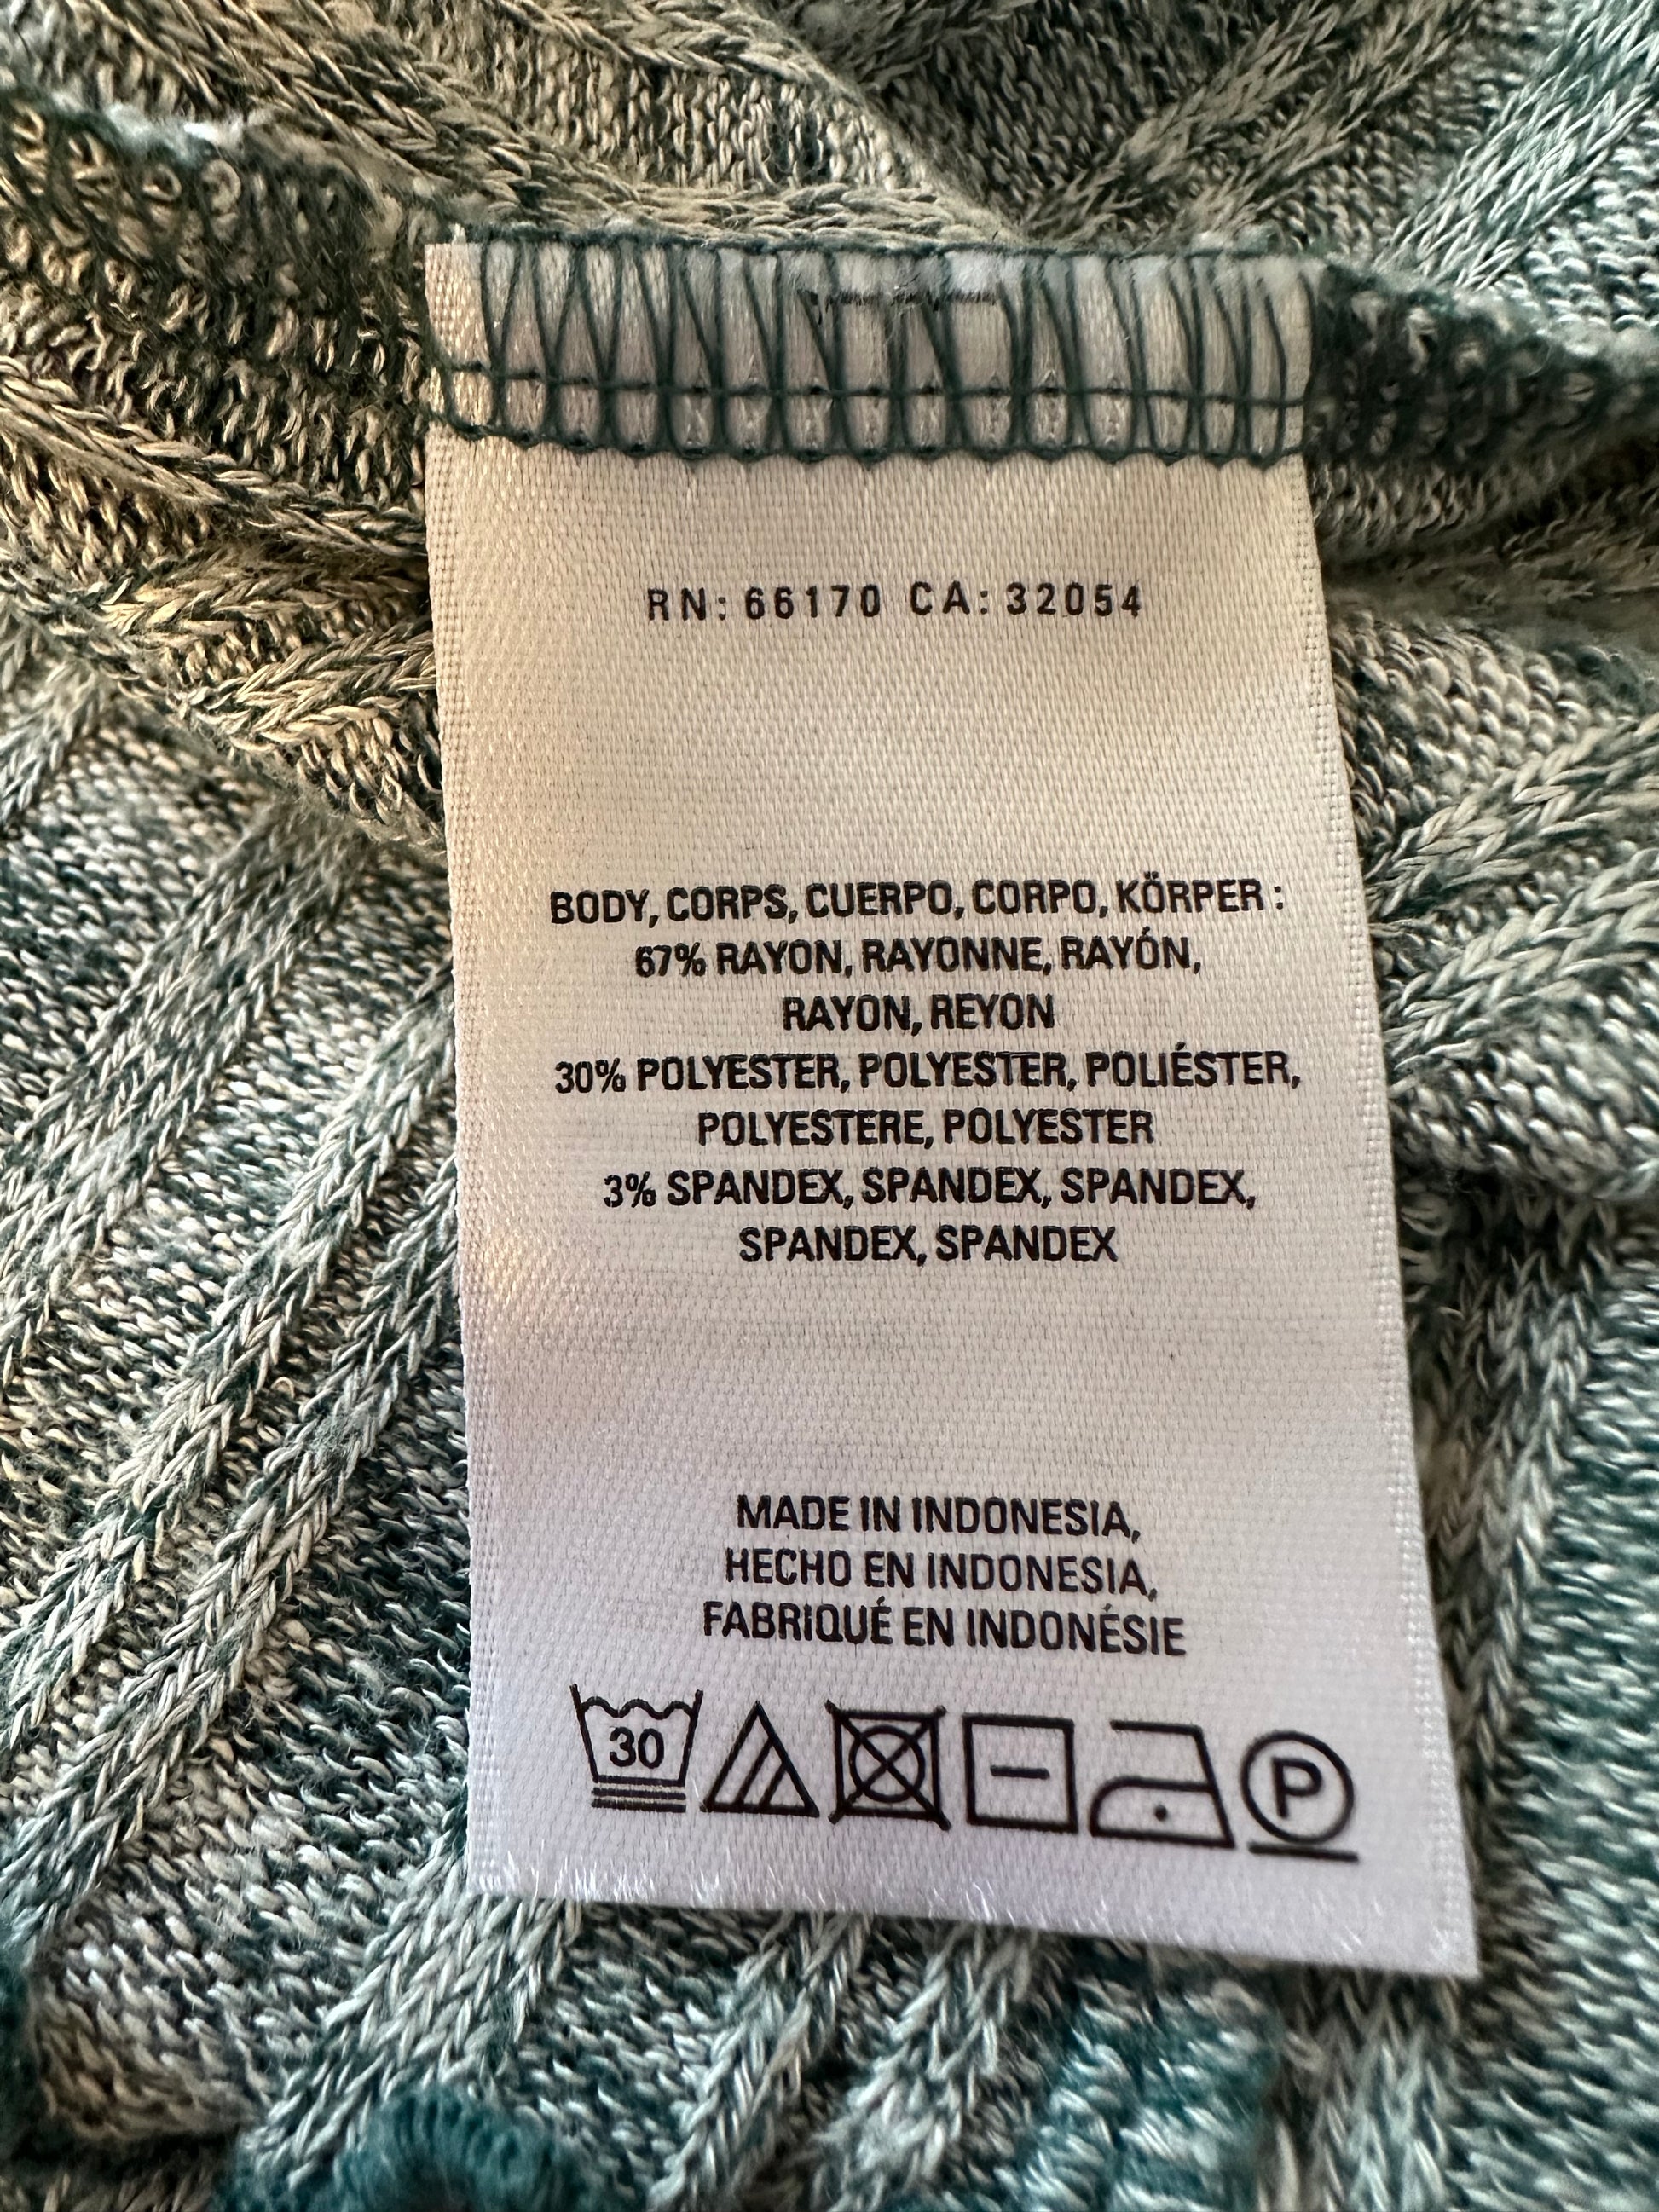 RN: 66170 CA: 32054
BODY, CORPS, CUERPO, CORPO, KÖRPER :
67% RAYON, RAYONNE, RAYÓN,
RAYON, REYON
30% POLYESTER, POLYESTER, POLIÉSTER,
POLYESTERE, POLYESTER
3% SPANDEX, SPANDEX, SPANDEX,
SPANDEX, SPANDEX
MADE IN INDONESIA,
HECHO EN INDONESIA,
FABRIQUÉ EN INDONÉSIE
30 P